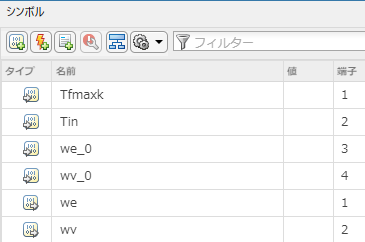 シンボル
フィルター
タイプ 名前 値 端子
Tfmaxk 1
Tin 2
we_0 3
wv_0 4
we 1
wv 2